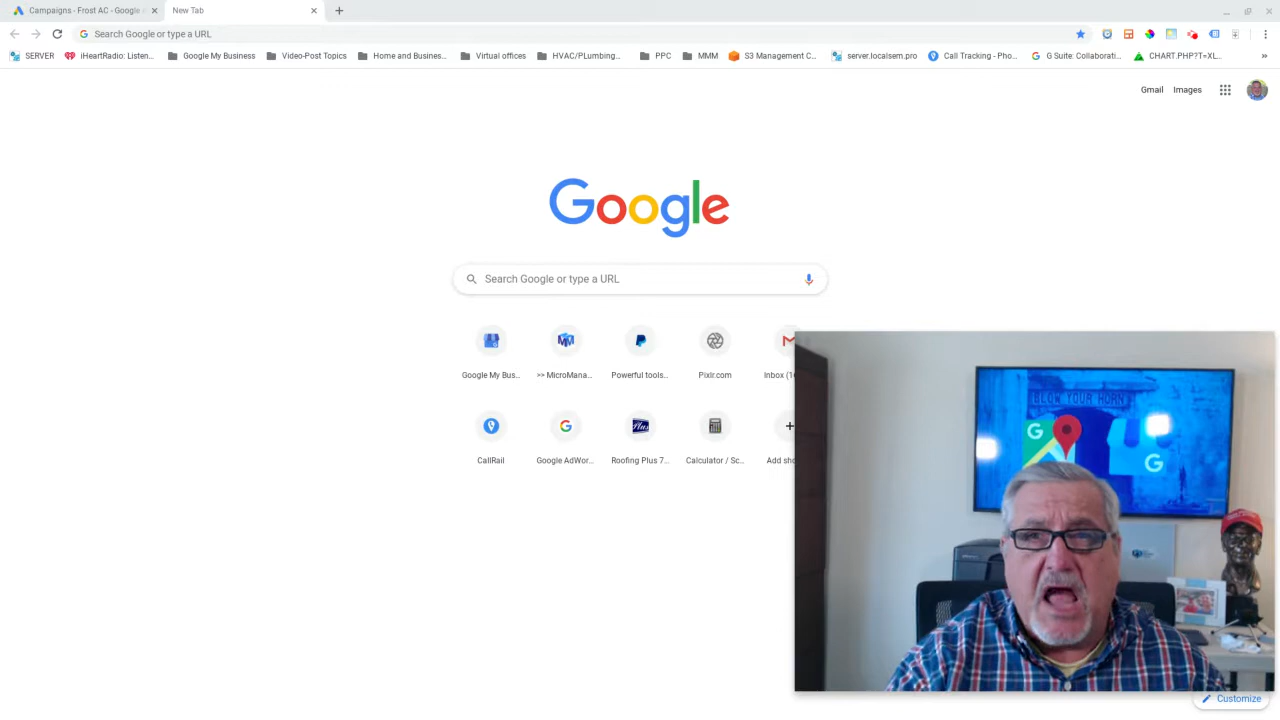 Campaigns - Frost AC - Google
New Tab
Search Google or type a URL
SERVER iHeartRadio: Listen... Google My Business Video-Post Topics Home and Busines... Virtual offices HVAC/PLumbing... PPC MMM S3 Management C... server.localsem.pro Call Tracking - Pho... G Suite: Collaborati... CHART.PHP?T=XL... »
Gmail Images
Google
Search Google or type a URL
Google My Bus... >> MicroMana... Powerful tools... Pixlr.com Inbox (1
CallRail Google AdWor... Roofing Plus 7... Calculator / Sc... Add sho
Plus
BLOW YOUR HORN
G
G
Customize